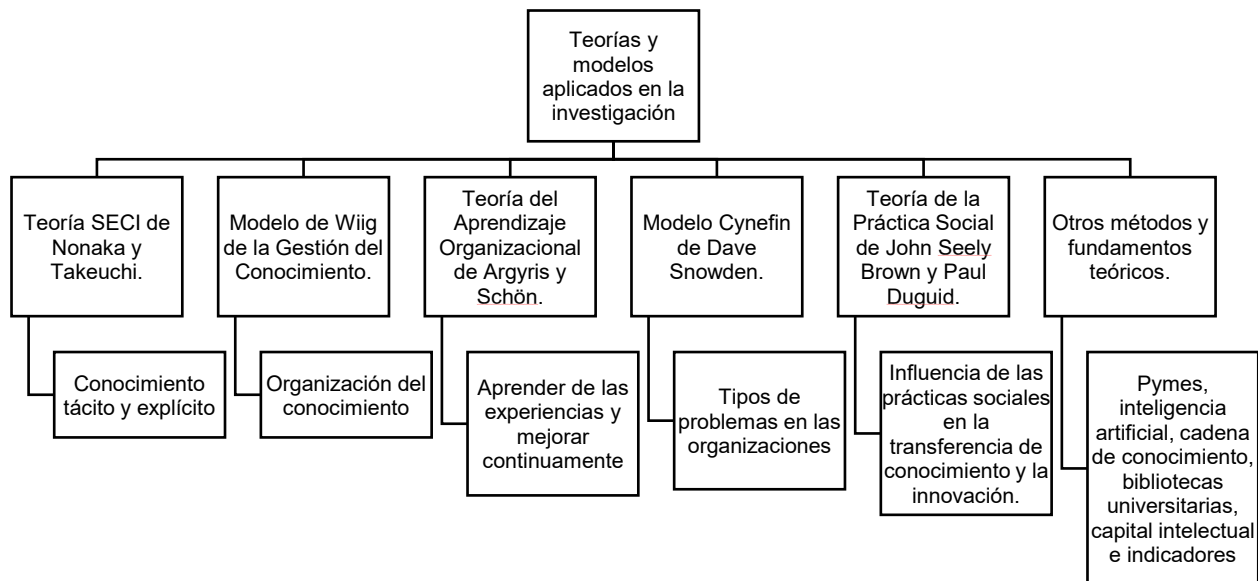 Teorías y
modelos
aplicados en la
investigación
Teoría SECI de
Nonaka y
Takeuchi.
Modelo de Wiig
de la Gestión del
Conocimiento.
Teoría del
Aprendizaje
Organizacional
de Argyris y
Schön.
Modelo Cynefin
de Dave
Snowden.
Teoría de la
Práctica Social
de John Seely
Brown y Paul
Duguid.
Otros métodos y
fundamentos
teóricos.
Conocimiento
tácito y explícito
Organización del
conocimiento
Aprender de las
experiencias y
mejorar
continuamente
Tipos de
problemas en las
organizaciones
Influencia de las
prácticas sociales
en la
transferencia de
conocimiento y la
innovación.
Pymes,
inteligencia
artificial, cadena
de conocimiento,
bibliotecas
universitarias,
capital intelectual
e indicadores